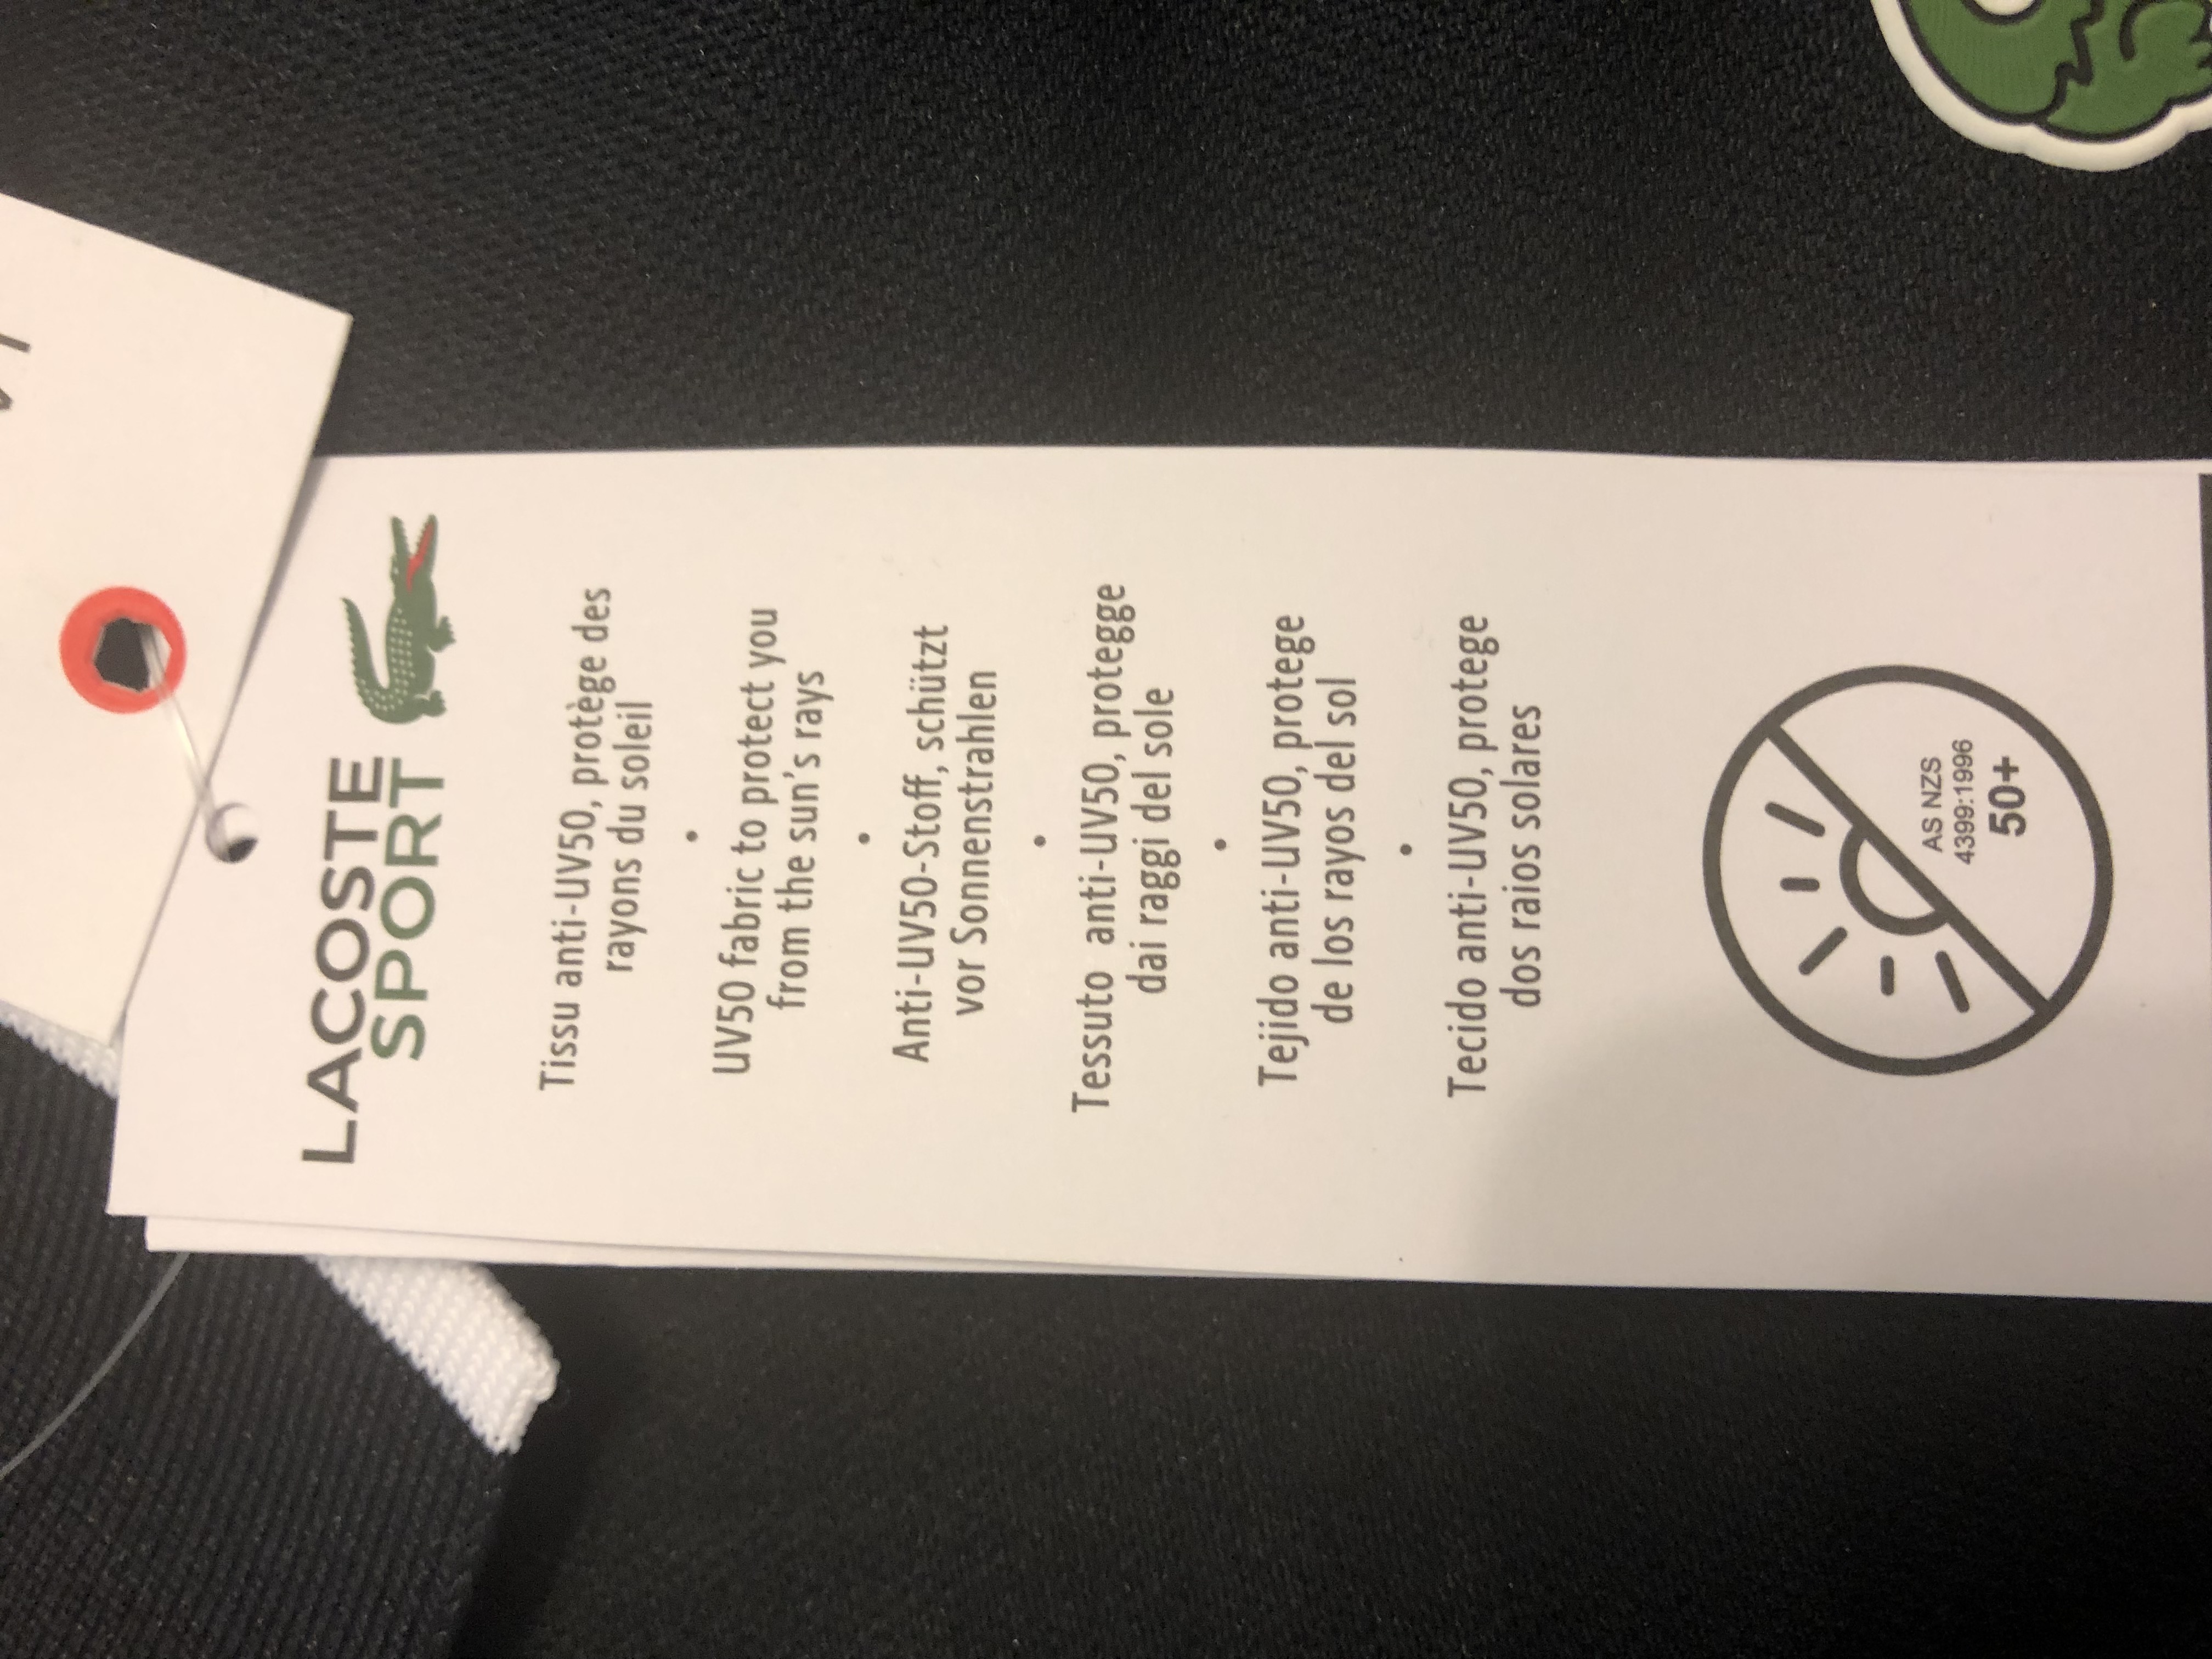 LACOSTE
SPORT
Tissu anti-UV50, protège des
rayons du soleil
•
UV50 fabric to protect you
from the sun's rays
•
Anti-UV50-Stoff, schützt
vor Sonnenstrahlen
•
Tessuto anti-UV50, protegge
dai raggi del sole
•
Tejido anti-UV50, protege
de los rayos del sol
•
Tecido anti-UV50, protege
dos raios solares
AS NZS
4399:1996
50+